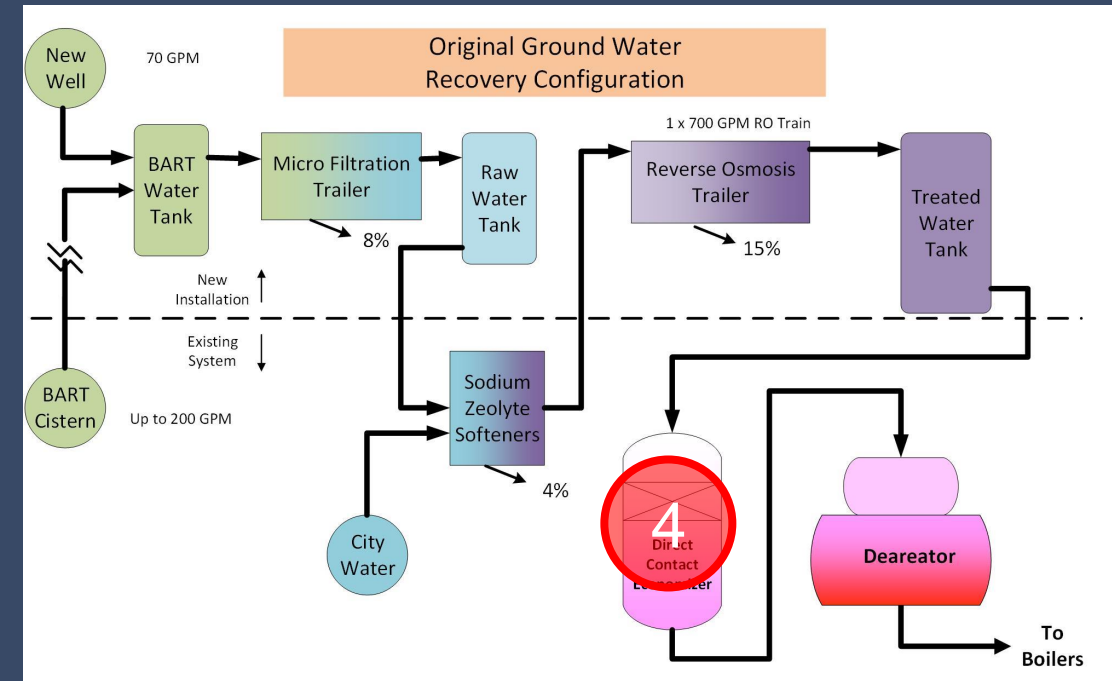 Original Ground Water
Recovery Configuration
New
Well
70 GPM
BART
Water
Tank
Micro Filtration
Trailer
8%
Raw
Water
Tank
1 x 700 GPM RO Train
Reverse Osmosis
Trailer
15%
Treated
Water
Tank
New
Installation
Existing
System
BART
Cistern
Up to 200 GPM
Sodium
Zeolyte
Softeners
4%
City
Water
4
Direct
Contact
Economizer
Deareator
To
Boilers